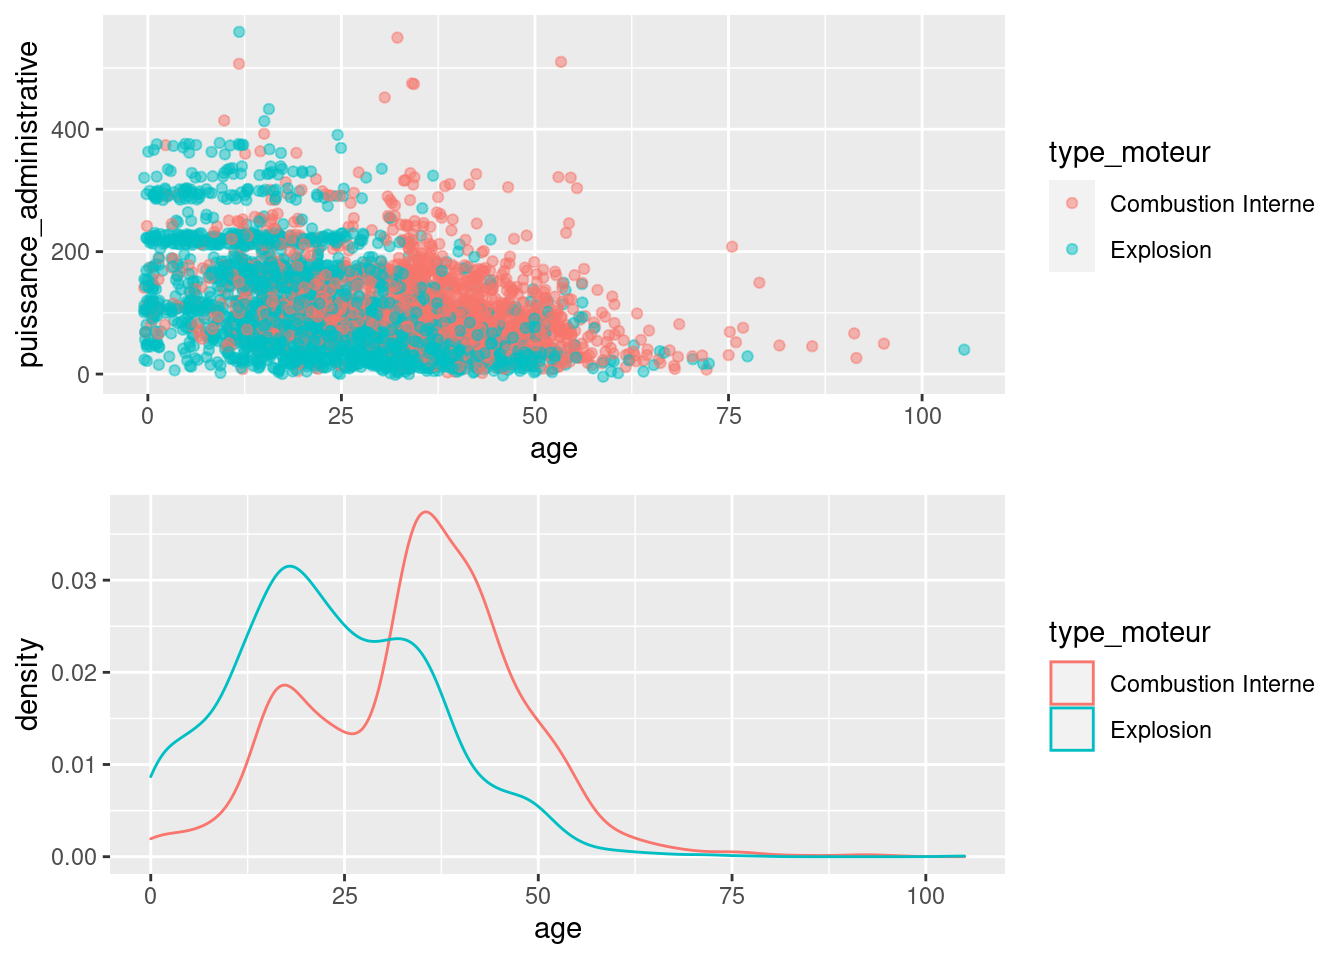 puissance_administrative
400
200
0
0 25 50 75 100
age
type_moteur
Combustion Interne
Explosion
density
0.03
0.02
0.01
0.00
0 25 50 75 100
age
type_moteur
Combustion Interne
Explosion